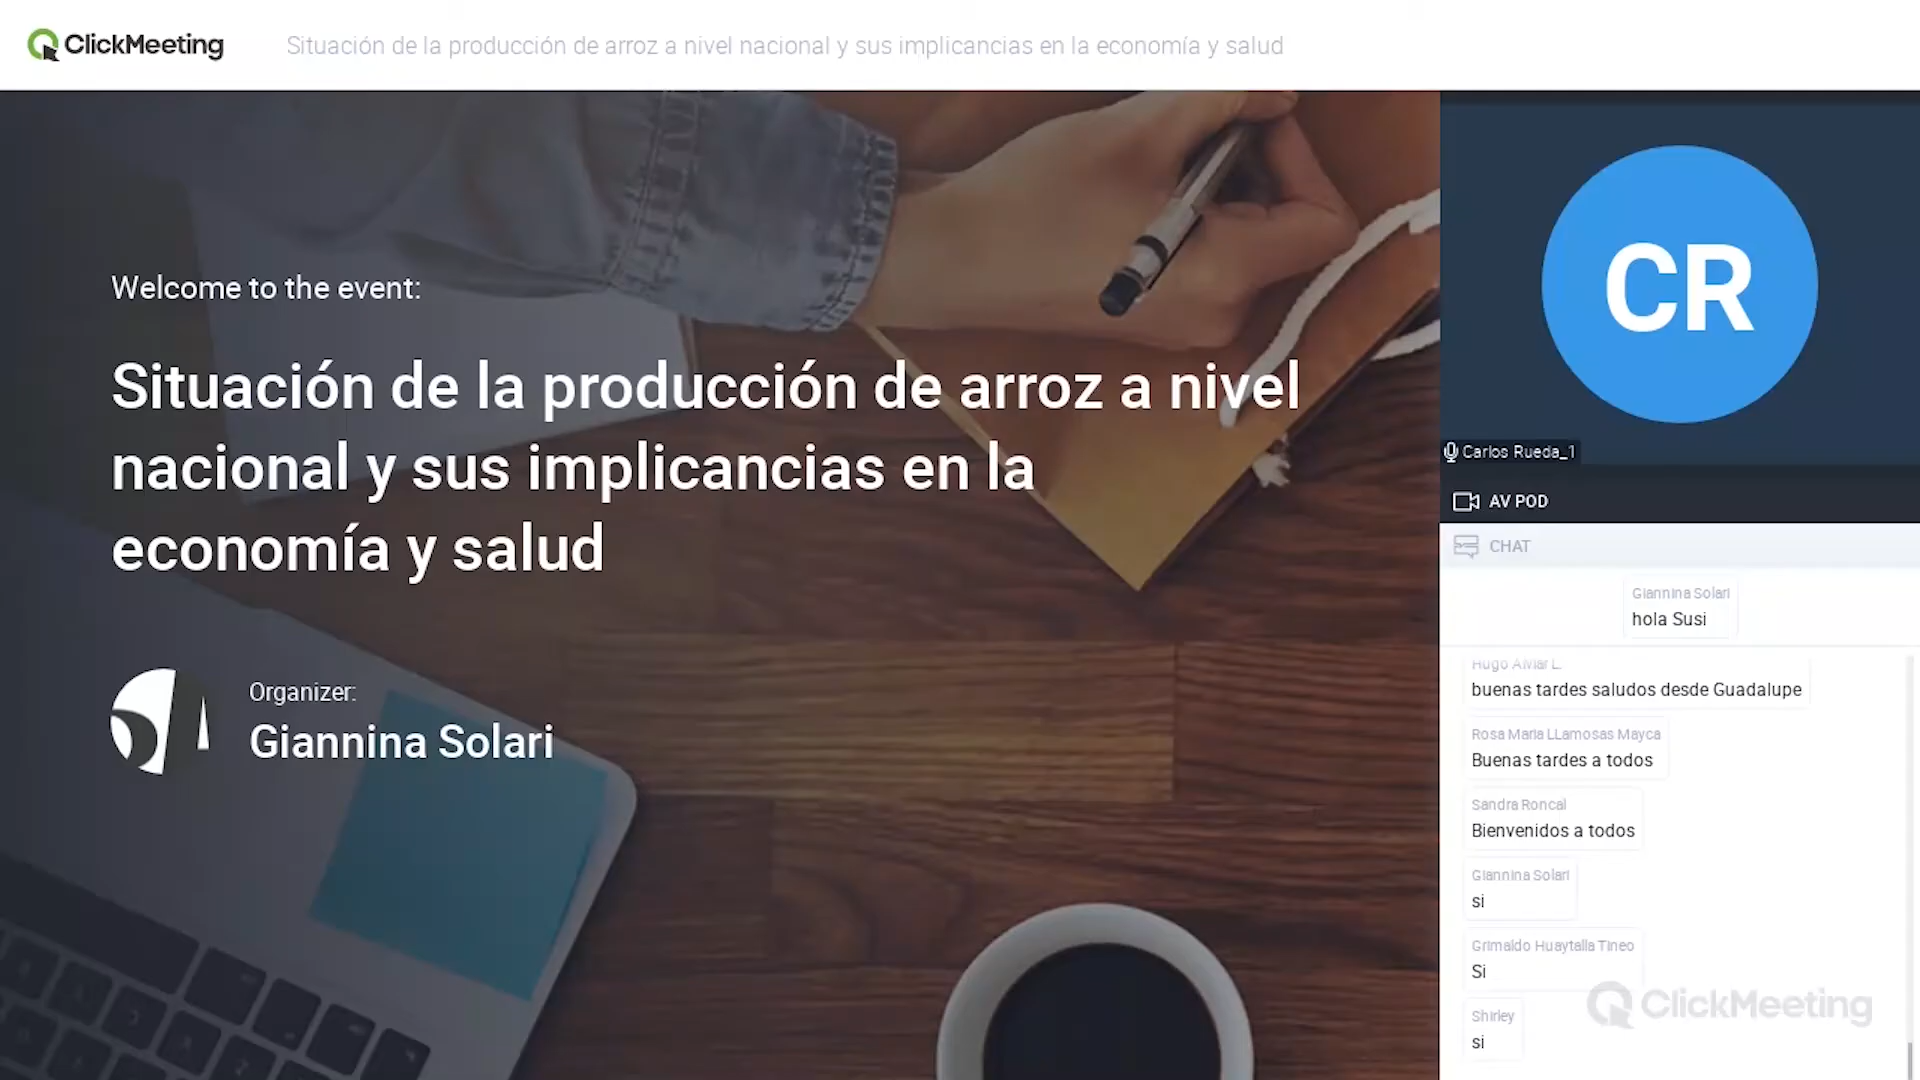 ClickMeeting
Situación de la producción de arroz a nivel nacional y sus implicancias en la economía y salud
Welcome to the event:
Situación de la producción de arroz a nivel
nacional y sus implicancias en la
economía y salud
Organizer:
Giannina Solari
CR
Carlos Rueda_1
AV POD
CHAT
Giannina Solari
hola Susi
Hugo Alviar L.
buenas tardes saludos desde Guadalupe
Rosa Maria LLamosas Mayca
Buenas tardes a todos
Sandra Roncal
Bienvenidos a todos
Giannina Solari
si
Grimaldo Huaytalla Tineo
Si
Shirley
si
ClickMeeting